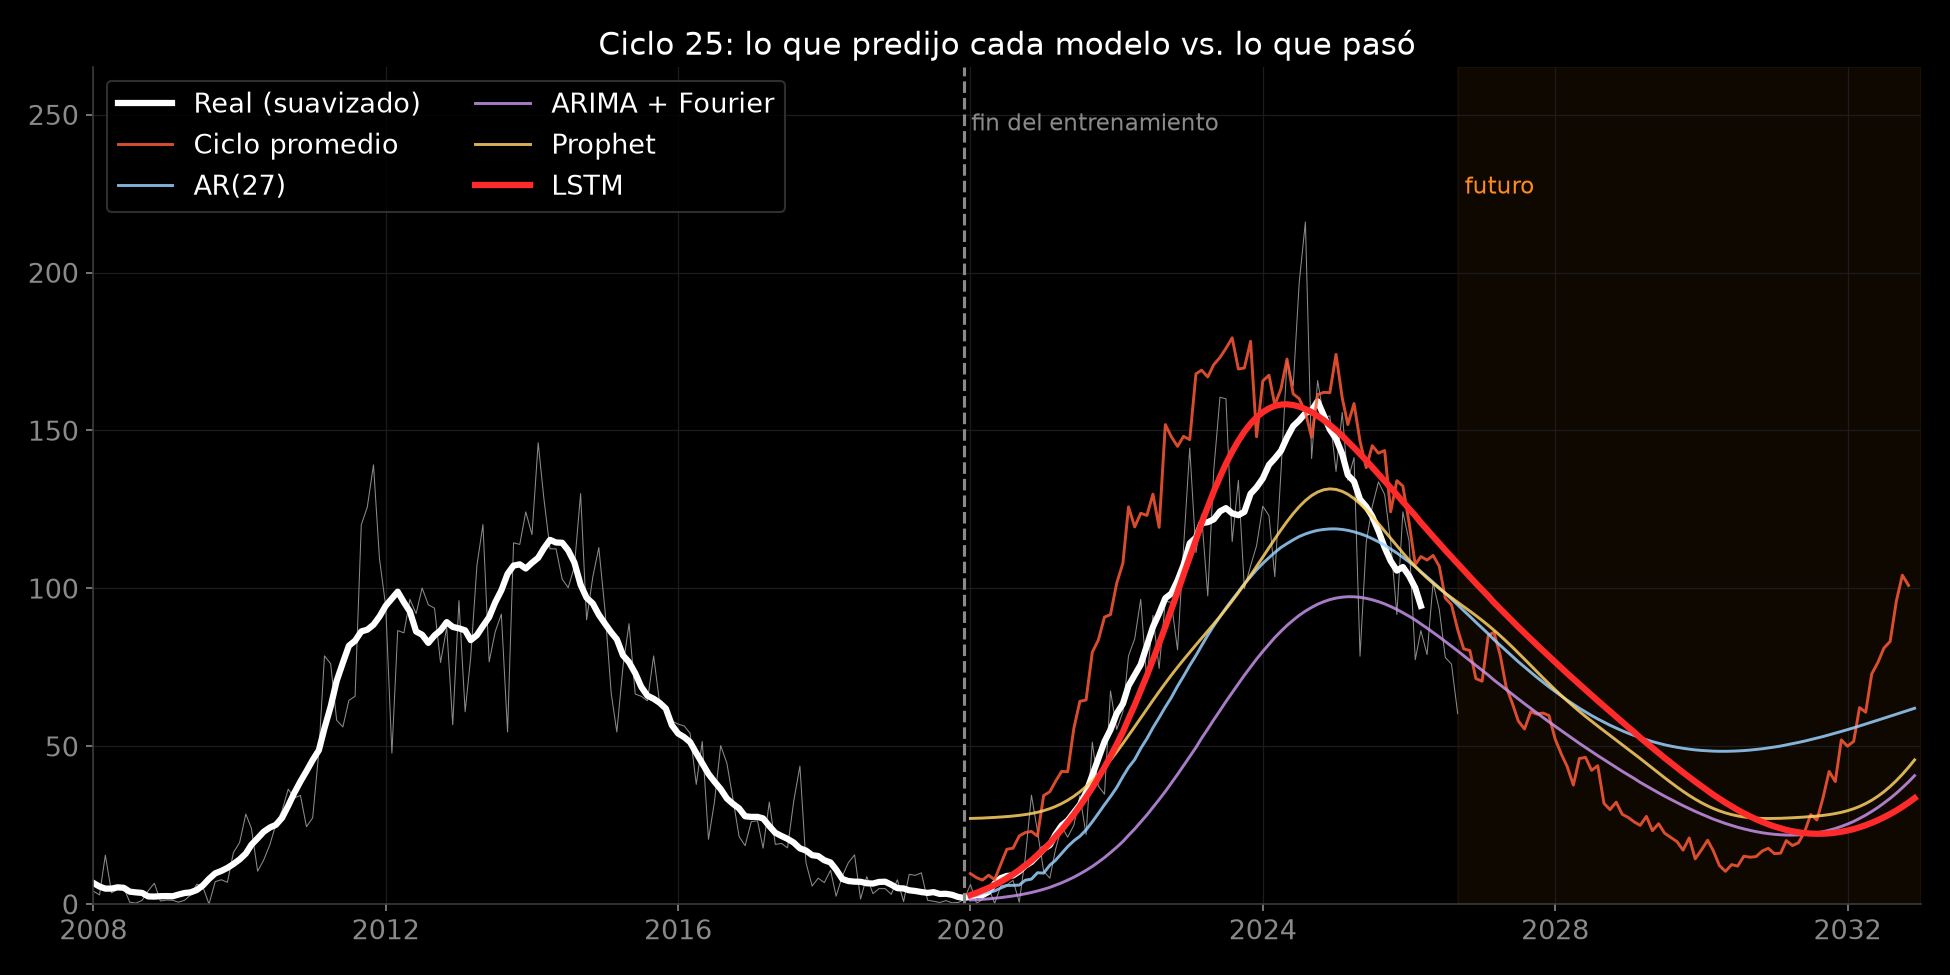 Ciclo 25: lo que predijo cada modelo vs. lo que pasó
Real (suavizado)
Ciclo promedio
AR(27)
ARIMA + Fourier
Prophet
LSTM
fin del entrenamiento
futuro
250
200
150
100
50
0
2008 2012 2016 2020 2024 2028 2032